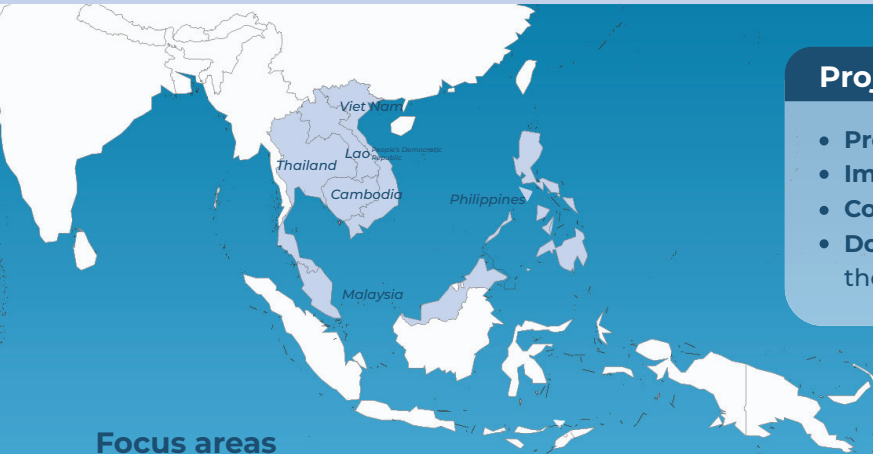 Viet Nam
Lao People's Democratic
Republic
Thailand
Cambodia
Philippines
Malaysia
Focus areas